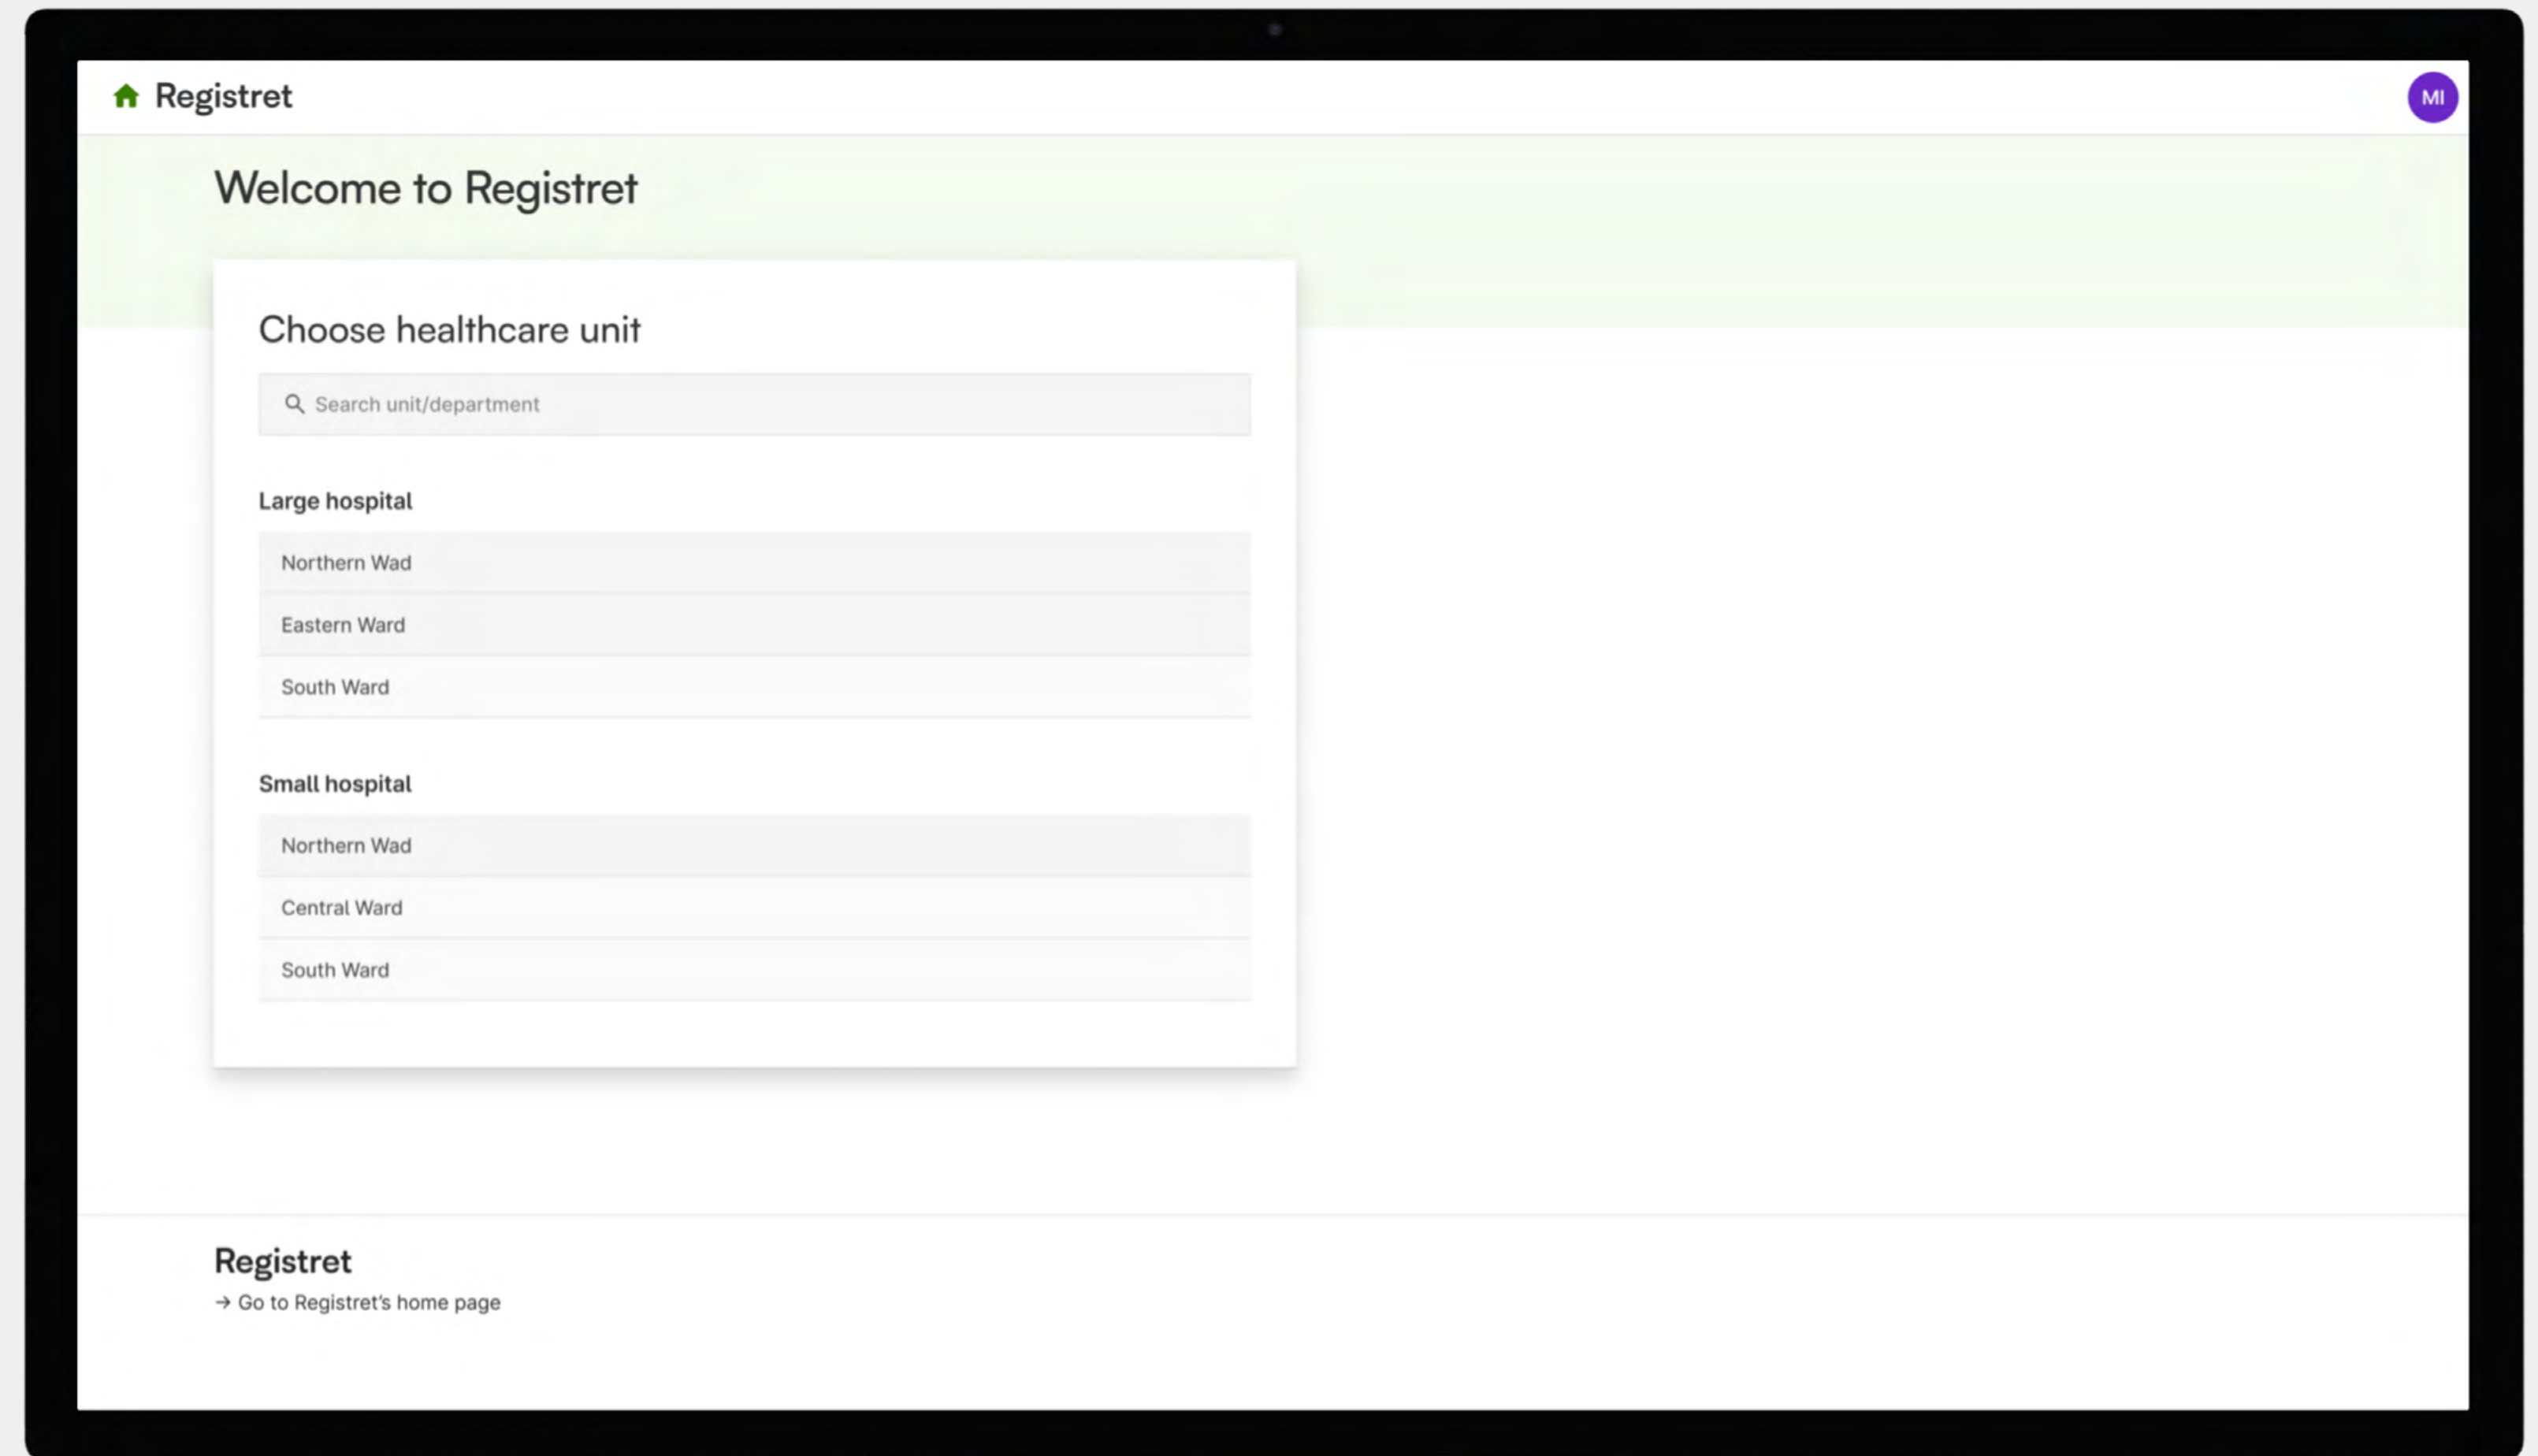 Registret
MI
Welcome to Registret
Choose healthcare unit
Search unit/department
Large hospital
Northern Wad
Eastern Ward
South Ward
Small hospital
Northern Wad
Central Ward
South Ward
Registret
→ Go to Registret's home page